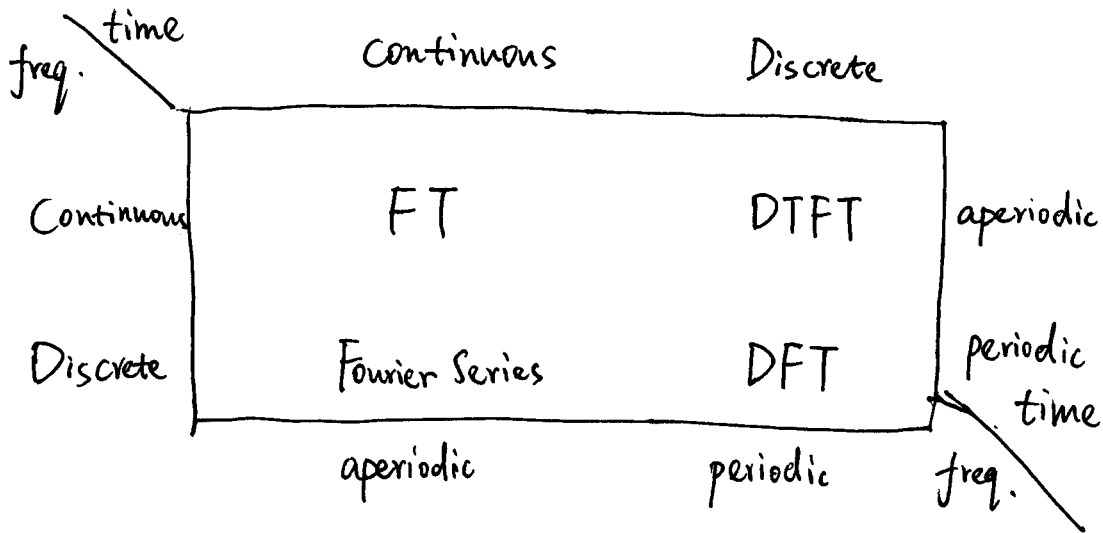 time
freq.
Continuous Discrete
Continuous FT DTFT aperiodic
Discrete Fourier Series DFT periodic
time
aperiodic periodic freq.